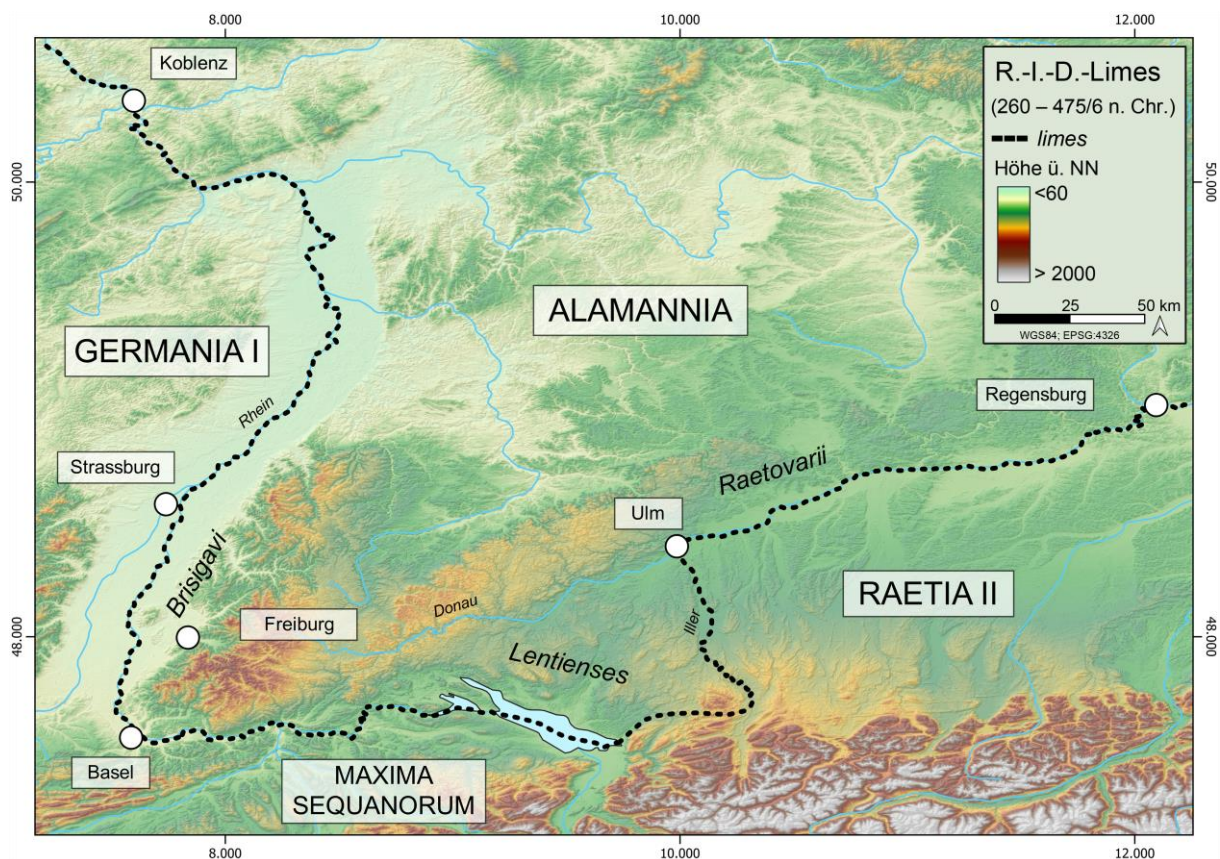 8.000
10.000
12.000
Koblenz
R.-I.-D.-Limes
(260 – 475/6 n. Chr.)
limes
Höhe ü. NN
<60
> 2000
0 25 50 km
WGS84; EPSG:4326
50.000
50.000
ALAMANNIA
GERMANIA I
Rhein
Regensburg
Strassburg
Raetovarii
Ulm
Brisigavi
RAETIA II
Donau
Iller
Freiburg
48.000
48.000
Lentienses
Basel
MAXIMA
SEQUANORUM
8.000
10.000
12.000